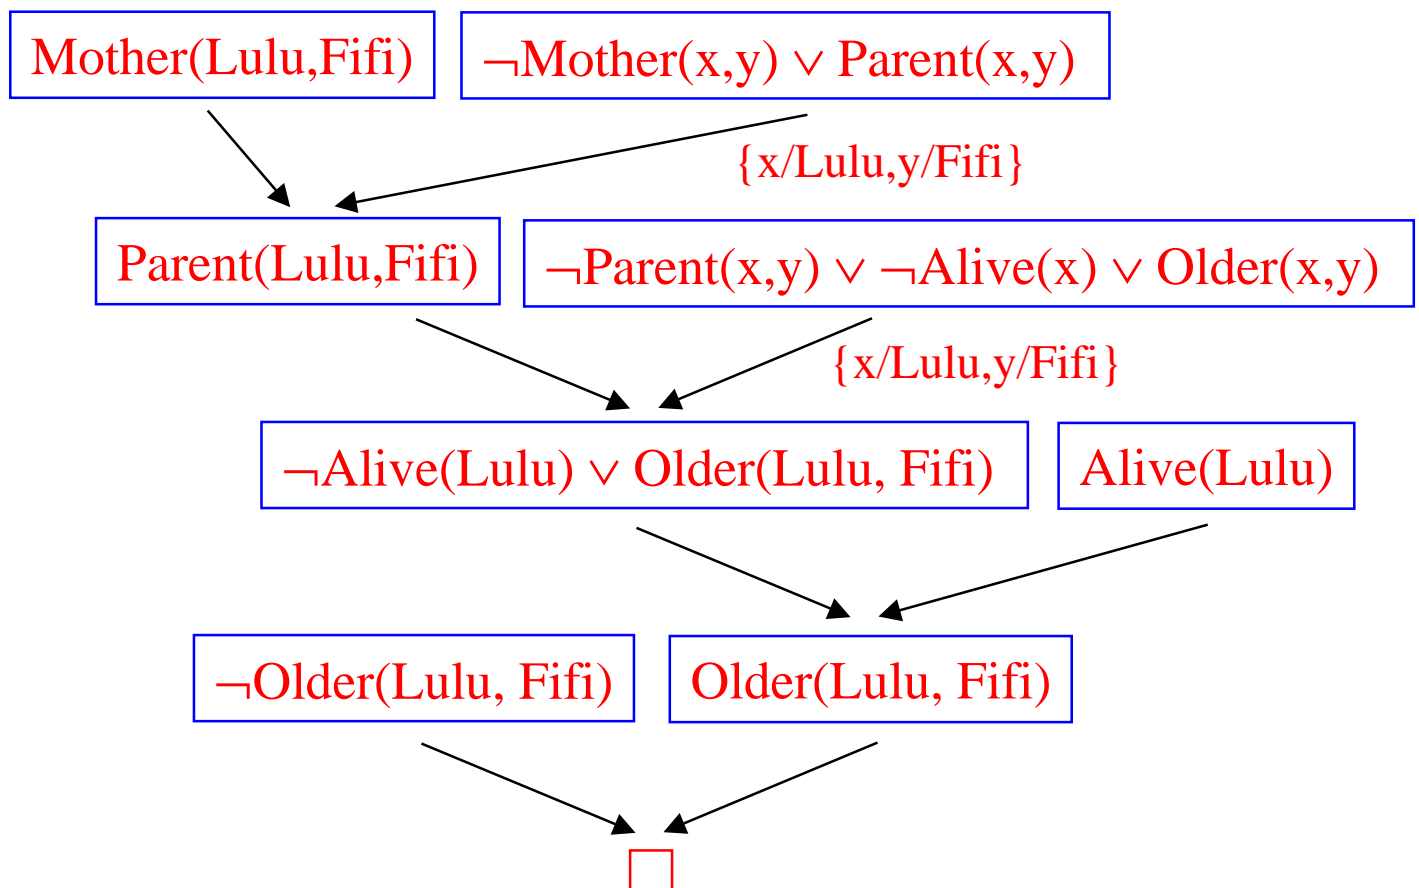 Mother(Lulu,Fifi) ¬Mother(x,y) ∨ Parent(x,y)
{x/Lulu,y/Fifi}
Parent(Lulu,Fifi) ¬Parent(x,y) ∨ ¬Alive(x) ∨ Older(x,y)
{x/Lulu,y/Fifi}
¬Alive(Lulu) ∨ Older(Lulu, Fifi) Alive(Lulu)
¬Older(Lulu, Fifi) Older(Lulu, Fifi)